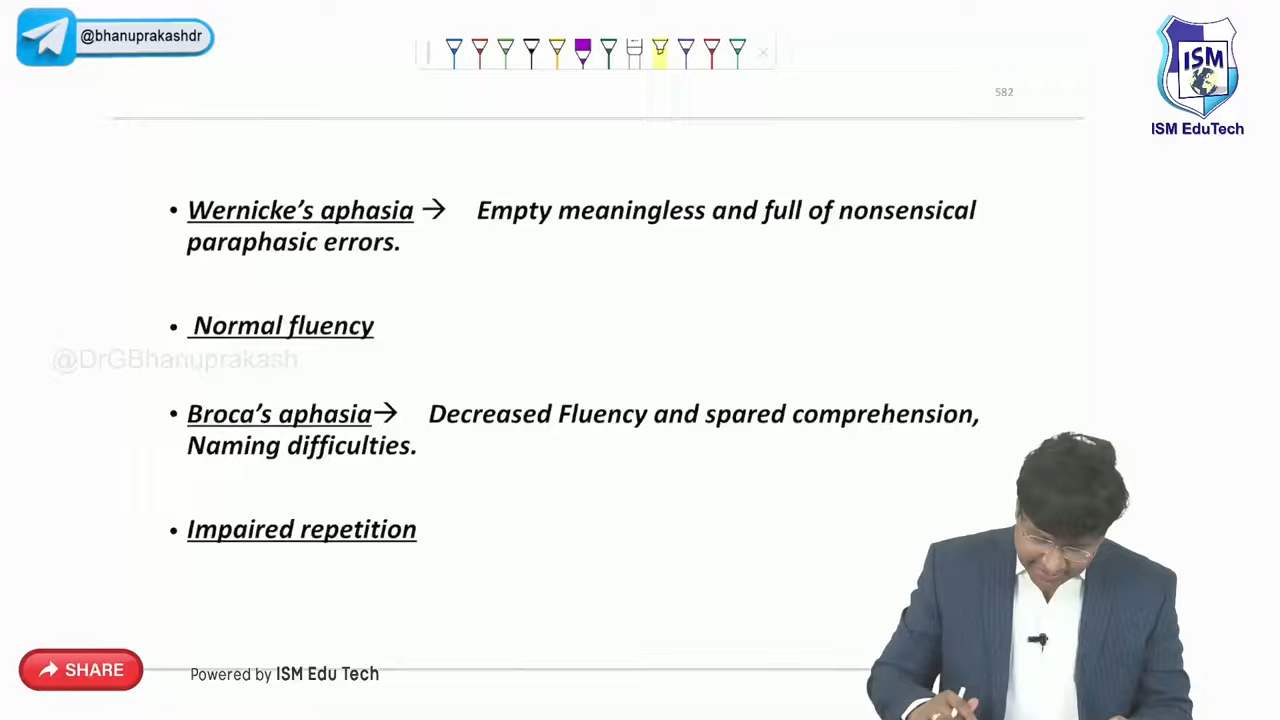 @bhanuprakashdr
ISM
ISM EduTech
582
• Wernicke's aphasia → Empty meaningless and full of nonsensical
paraphasic errors.
• Normal fluency
@DrGBhanuprakash
• Broca's aphasia→ Decreased Fluency and spared comprehension,
Naming difficulties.
• Impaired repetition
SHARE
Powered by ISM Edu Tech